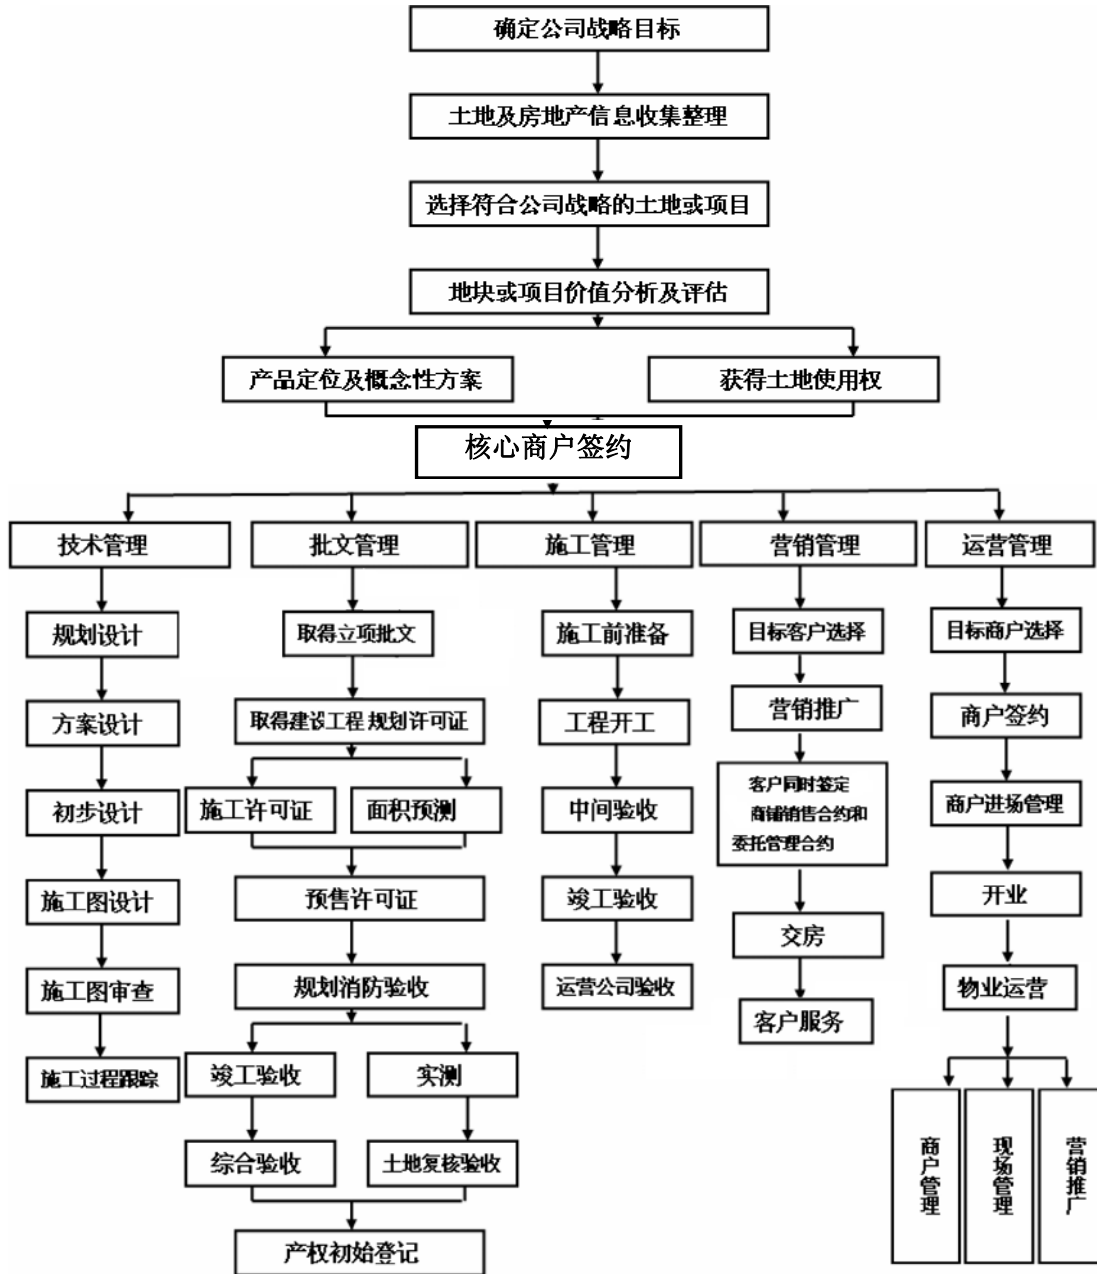 确定公司战略目标
土地及房地产信息收集整理
选择符合公司战略的土地或项目
地块或项目价值分析及评估
产品定位及概念性方案
获得土地使用权
核心商户签约
技术管理
批文管理
施工管理
营销管理
运营管理
规划设计
方案设计
初步设计
施工图设计
施工图审查
施工过程跟踪
取得立项批文
取得建设工程规划许可证
施工许可证
面积预测
预售许可证
规划消防验收
竣工验收
实测
综合验收
土地复核验收
产权初始登记
施工前准备
工程开工
中间验收
竣工验收
运营公司验收
目标客户选择
营销推广
客户同时签定
商铺销售合约和
委托管理合约
交房
客户服务
目标商户选择
商户签约
商户进场管理
开业
物业运营
商户管理
现场管理
营销推广